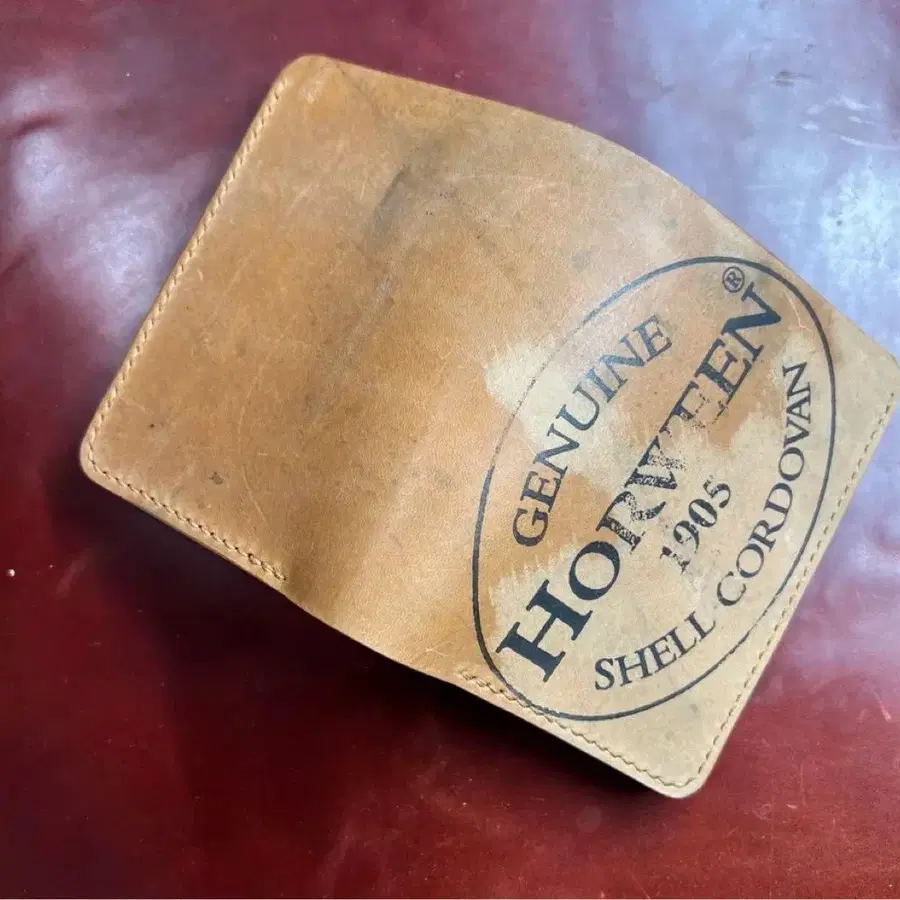 GENUINE
HORWEEN®
1905
SHELL CORDOVAN